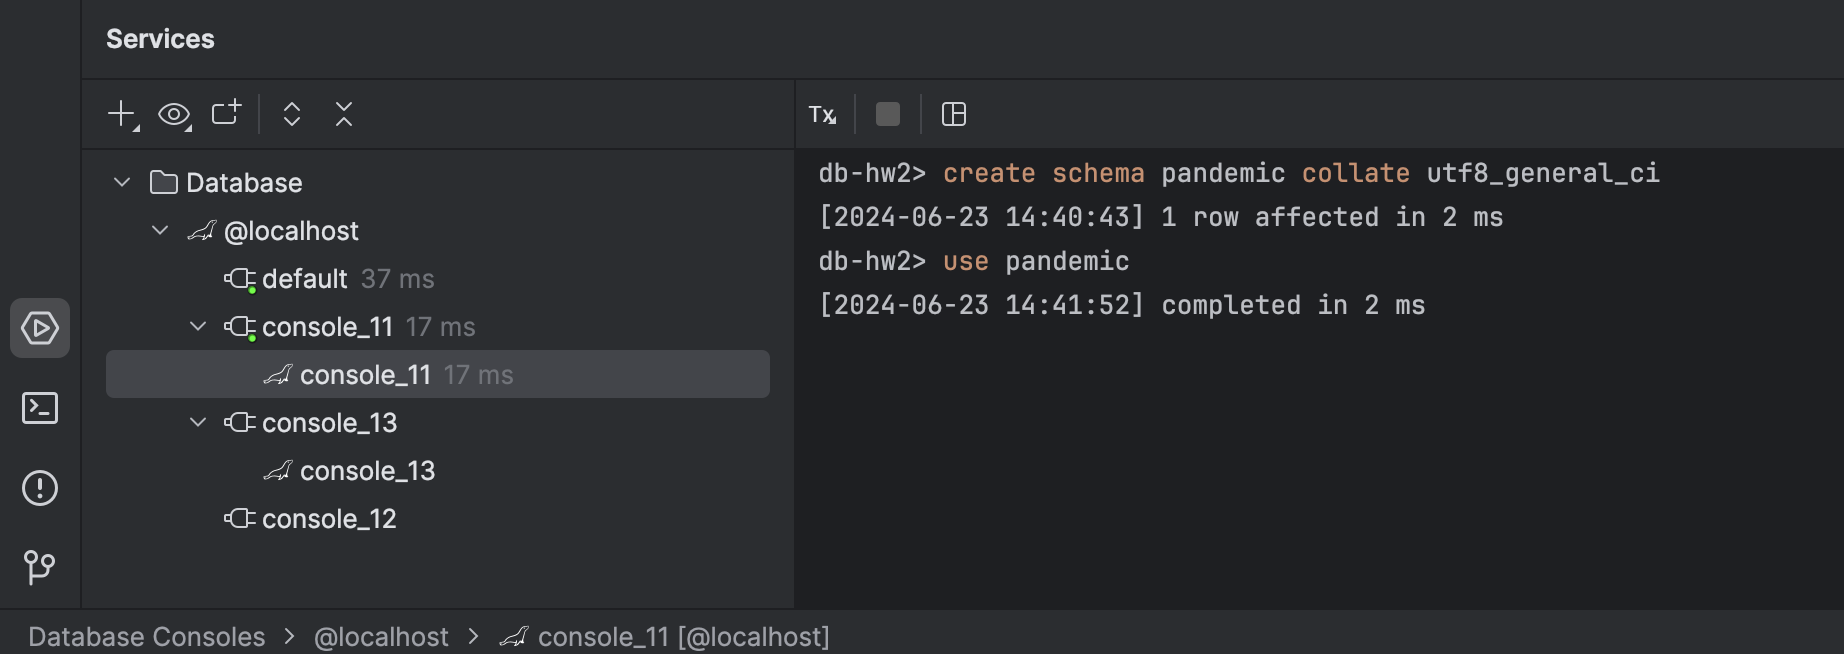 Services
Tx
Database
@localhost
default 37 ms
console_11 17 ms
console_11 17 ms
console_13
console_13
console_12
db-hw2> create schema pandemic collate utf8_general_ci
[2024-06-23 14:40:43] 1 row affected in 2 ms
db-hw2> use pandemic
[2024-06-23 14:41:52] completed in 2 ms
Database Consoles > @localhost > console_11 [@localhost]